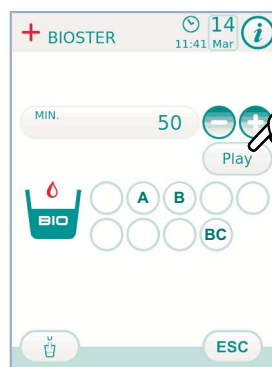 + BIOSTER
14
11:41 Mar
i
MIN. 50 - +
Play
BIO
A B
BC
ESC